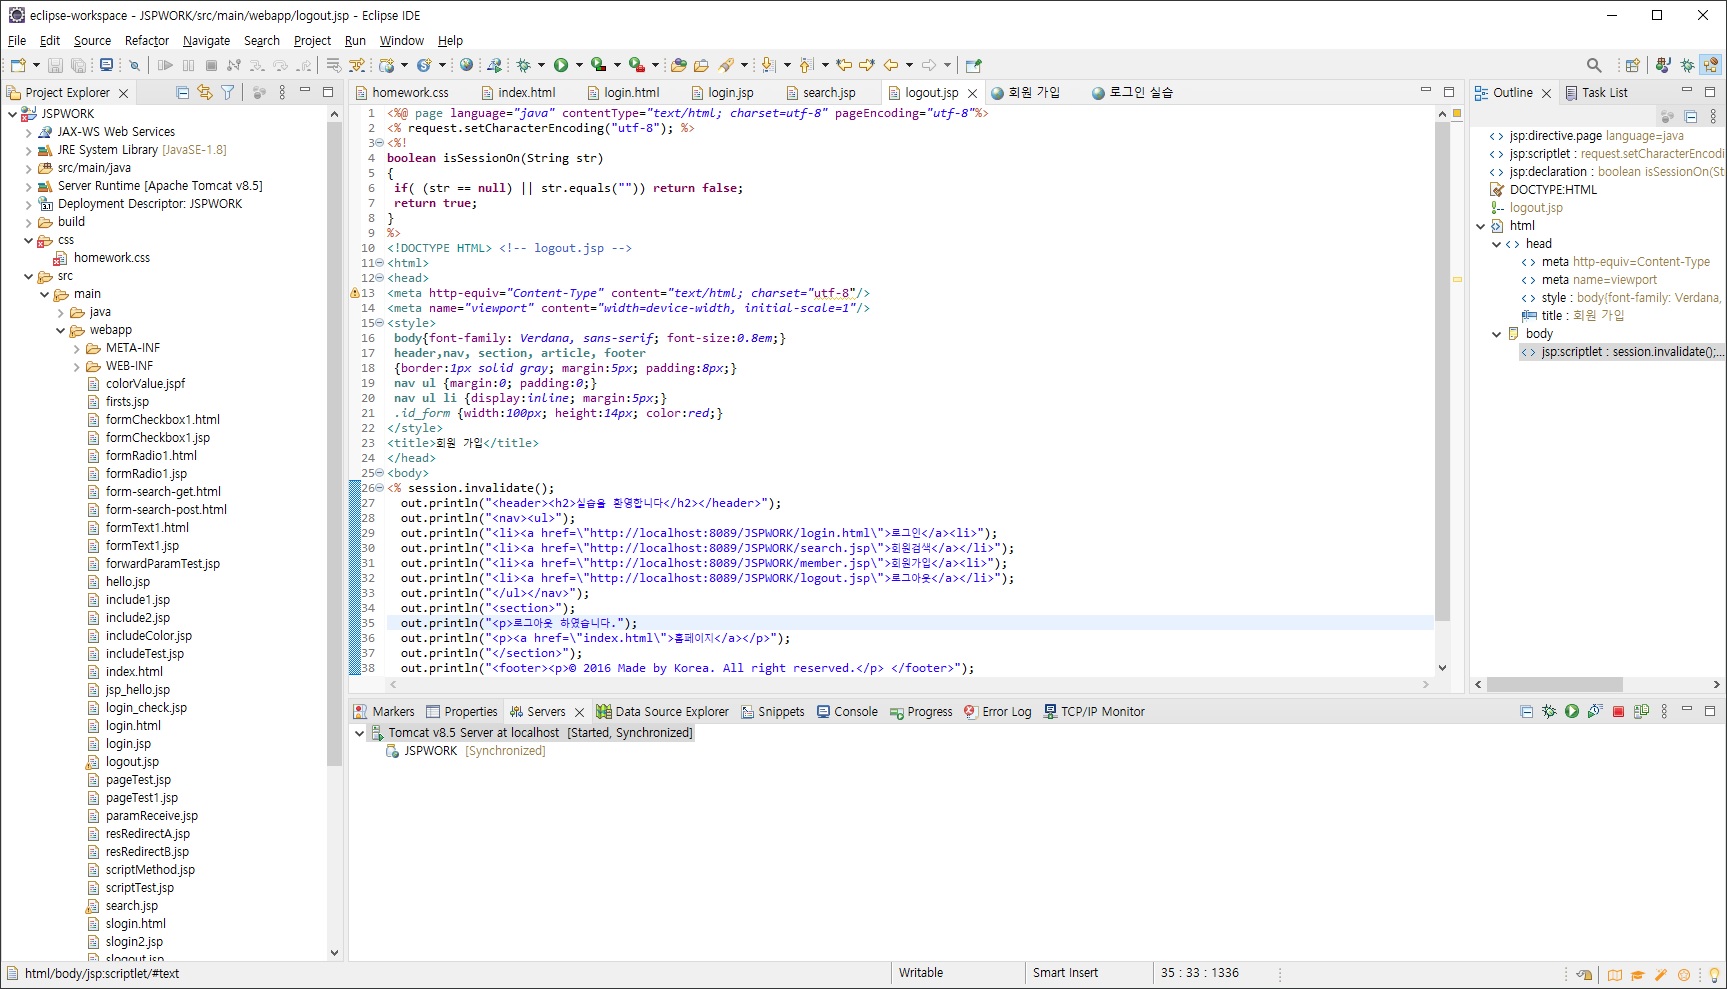 eclipse-workspace - JSPWORK/src/main/webapp/logout.jsp - Eclipse IDE
File Edit Source Refactor Navigate Search Project Run Window Help
Project Explorer
JSPWORK
JAX-WS Web Services
JRE System Library [JavaSE-1.8]
src/main/java
Server Runtime [Apache Tomcat v8.5]
Deployment Descriptor: JSPWORK
build
css
homework.css
src
main
java
webapp
META-INF
WEB-INF
colorValue.jspf
firsts.jsp
formCheckbox1.html
formCheckbox1.jsp
formRadio1.html
formRadio1.jsp
form-search-get.html
form-search-post.html
formText1.html
formText1.jsp
forwardParamTest.jsp
hello.jsp
include1.jsp
include2.jsp
includeColor.jsp
includeTest.jsp
index.html
jsp_hello.jsp
login_check.jsp
login.html
login.jsp
logout.jsp
pageTest.jsp
pageTest1.jsp
paramReceive.jsp
resRedirectA.jsp
resRedirectB.jsp
scriptMethod.jsp
scriptTest.jsp
search.jsp
slogin.html
slogin2.jsp
slogout.jsp
homework.css index.html login.html login.jsp search.jsp logout.jsp 회원 가입 로그인 실습
1 <%@ page language="java" contentType="text/html; charset=utf-8" pageEncoding="utf-8"%>
2 <% request.setCharacterEncoding("utf-8"); %>
3 <%!
4 boolean isSessionOn(String str)
5 {
6 if( (str == null) || str.equals("")) return false;
7 return true;
8 }
9 %>
10 <!DOCTYPE HTML> <!-- logout.jsp -->
11 <html>
12 <head>
13 <meta http-equiv="Content-Type" content="text/html; charset="utf-8"/>
14 <meta name="viewport" content="width=device-width, initial-scale=1"/>
15 <style>
16 body{font-family: Verdana, sans-serif; font-size:0.8em;}
17 header,nav, section, article, footer
18 {border:1px solid gray; margin:5px; padding:8px;}
19 nav ul {margin:0; padding:0;}
20 nav ul li {display:inline; margin:5px;}
21 .id_form {width:100px; height:14px; color:red;}
22 </style>
23 <title>회원 가입</title>
24 </head>
25 <body>
26 <% session.invalidate();
27 out.println("<header><h2>실습을 환영합니다</h2></header>");
28 out.println("<nav><ul>");
29 out.println("<li><a href=\"http://localhost:8089/JSPWORK/login.html\">로그인</a><li>");
30 out.println("<li><a href=\"http://localhost:8089/JSPWORK/search.jsp\">회원검색</a></li>");
31 out.println("<li><a href=\"http://localhost:8089/JSPWORK/member.jsp\">회원가입</a><li>");
32 out.println("<li><a href=\"http://localhost:8089/JSPWORK/logout.jsp\">로그아웃</a></li>");
33 out.println("</ul></nav>");
34 out.println("<section>");
35 out.println("<p>로그아웃 하였습니다.");
36 out.println("<p><a href=\"index.html\">홈페이지</a></p>");
37 out.println("</section>");
38 out.println("<footer><p>© 2016 Made by Korea. All right reserved.</p> </footer>");
Outline Task List
jsp:directive.page language=java
jsp:scriptlet : request.setCharacterEncodi
jsp:declaration : boolean isSessionOn(St
DOCTYPE:HTML
logout.jsp
html
head
meta http-equiv=Content-Type
meta name=viewport
style : body{font-family: Verdana,
title : 회원 가입
body
jsp:scriptlet : session.invalidate();...
Markers Properties Servers Data Source Explorer Snippets Console Progress Error Log TCP/IP Monitor
Tomcat v8.5 Server at localhost [Started, Synchronized]
JSPWORK [Synchronized]
html/body/jsp:scriptlet/#text Writable Smart Insert 35 : 33 : 1336